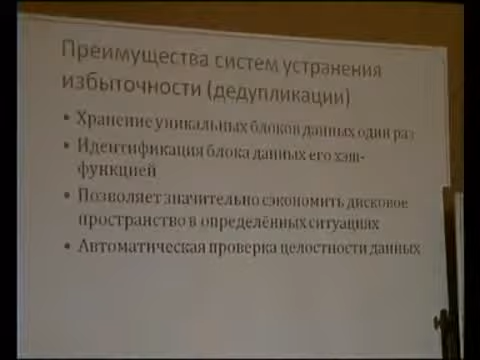 Преимущества систем устранения
избыточности (дедупликации)
• Хранение уникальных блоков данных один раз
• Идентификация блока данных его хэш-
функцией
• Позволяет значительно сэкономить дисковое
пространство в определённых ситуациях
• Автоматическая проверка целостности данных